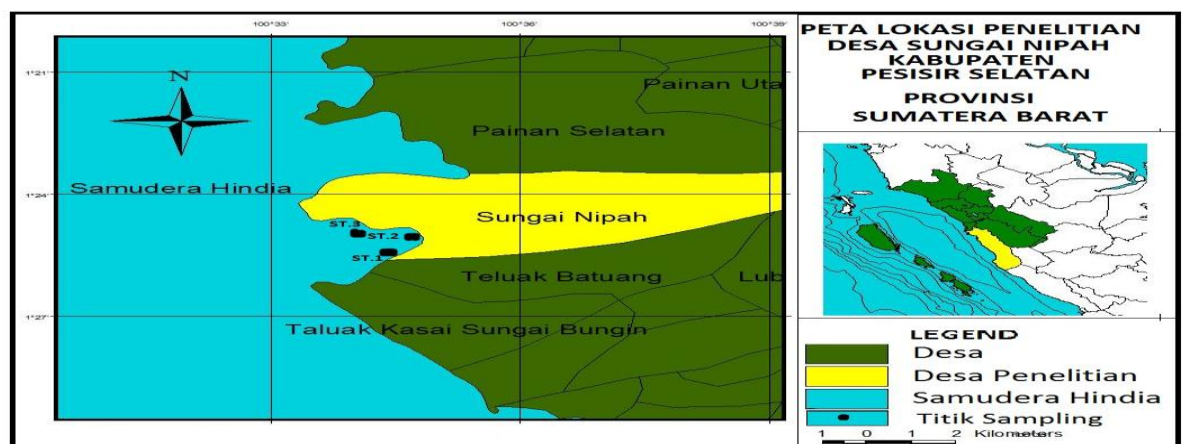 100°33'
100°36'
100°39'
1°21'
1°24'
1°27'
N
Painan Uta
Painan Selatan
Samudera Hindia
Sungai Nipah
ST.3
ST.2
ST.1
Teluak Batuang
Lub
Taluak Kasai Sungai Bungin
PETA LOKASI PENELITIAN
DESA SUNGAI NIPAH
KABUPATEN
PESISIR SELATAN
PROVINSI
SUMATERA BARAT
LEGEND
Desa
Desa Penelitian
Samudera Hindia
Titik Sampling
1 0 1 2 Kilometers